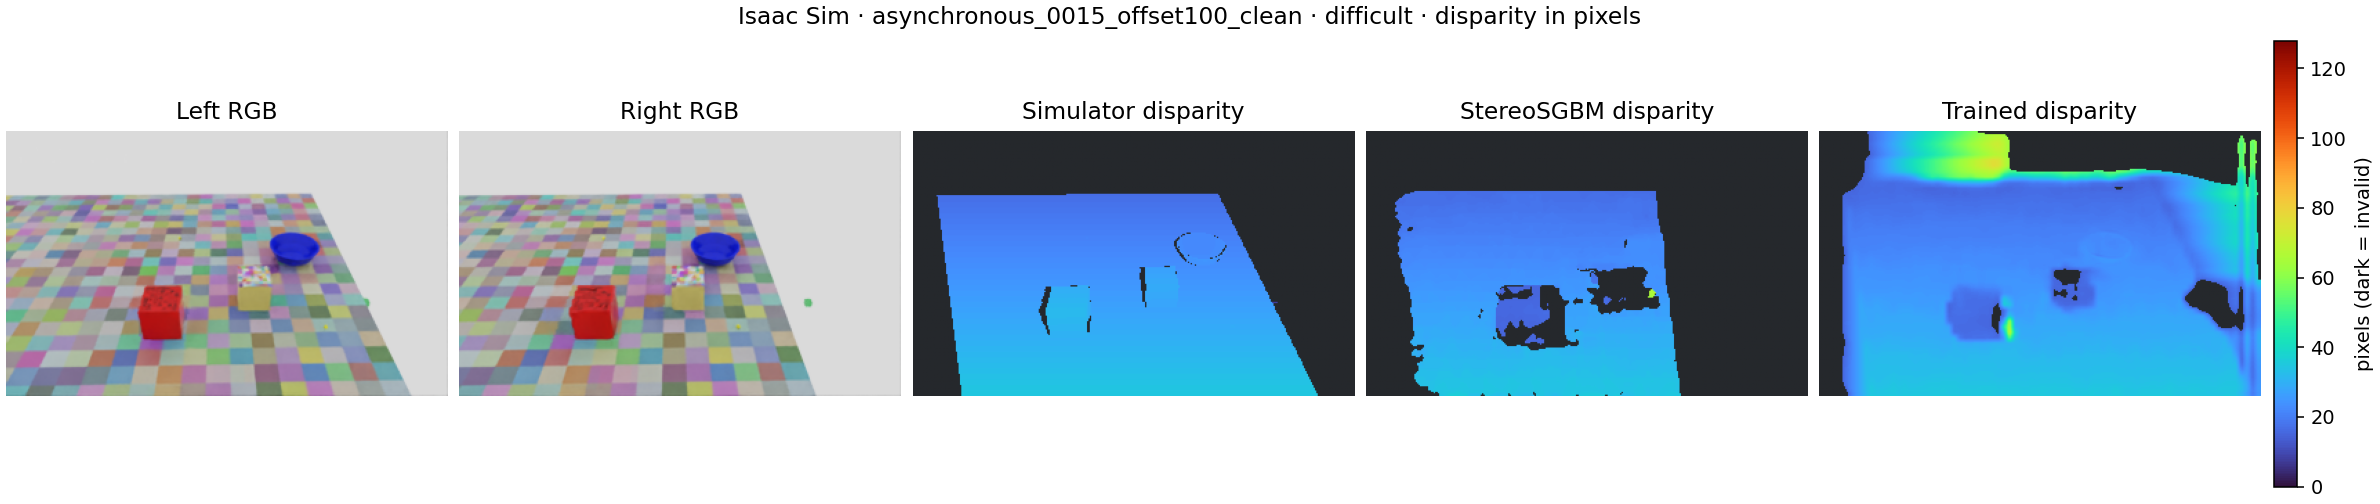 Isaac Sim · asynchronous_0015_offset100_clean · difficult · disparity in pixels
Left RGB
Right RGB
Simulator disparity
StereoSGBM disparity
Trained disparity
120
100
80
60
40
20
0
pixels (dark = invalid)